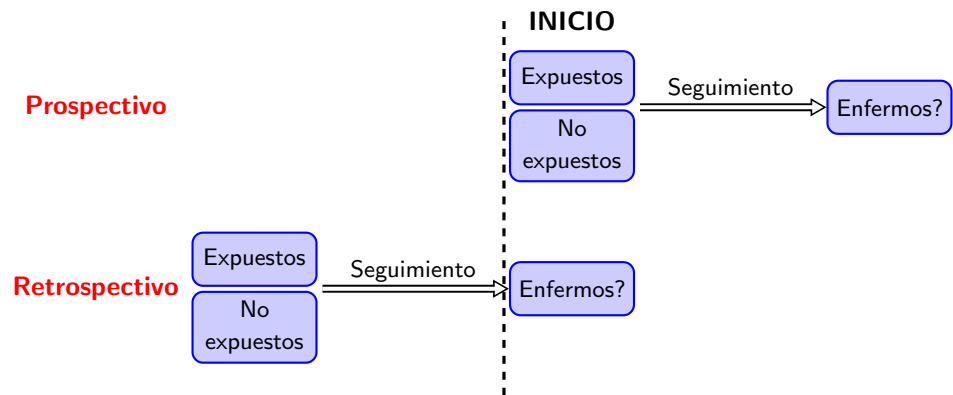 INICIO
Prospectivo
Expuestos
No
expuestos
Seguimiento
Enfermos?
Retrospectivo
Expuestos
No
expuestos
Seguimiento
Enfermos?